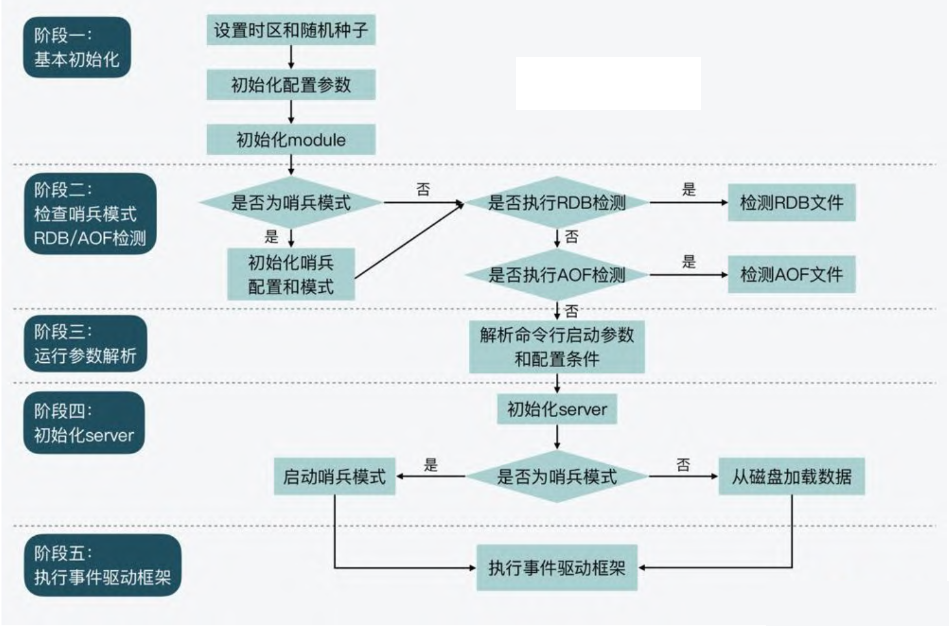 阶段一：
基本初始化
设置时区和随机种子
初始化配置参数
初始化module
阶段二：
检查哨兵模式
RDB/AOF检测
是否为哨兵模式
否
是否执行RDB检测
是
检测RDB文件
是
初始化哨兵
配置和模式
否
是否执行AOF检测
是
检测AOF文件
否
阶段三：
运行参数解析
解析命令行启动参数
和配置条件
阶段四：
初始化server
初始化server
启动哨兵模式
是
是否为哨兵模式
否
从磁盘加载数据
阶段五：
执行事件驱动框架
执行事件驱动框架